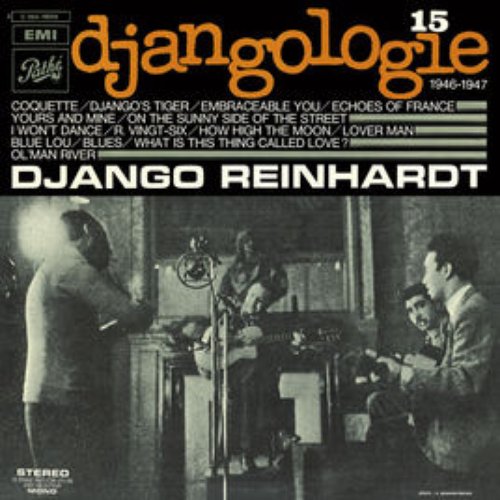 EMI
Pathé
djangologie
15
1946-1947
COQUETTE/DJANGO'S TIGER/EMBRACEABLE YOU/ECHOES OF FRANCE
YOURS AND MINE/ON THE SUNNY SIDE OF THE STREET
I WON'T DANCE/R. VINGT-SIX/HOW HIGH THE MOON/LOVER MAN
BLUE LOU/BLUES/WHAT IS THIS THING CALLED LOVE?
OL'MAN RIVER
DJANGO REINHARDT
STEREO
MONO